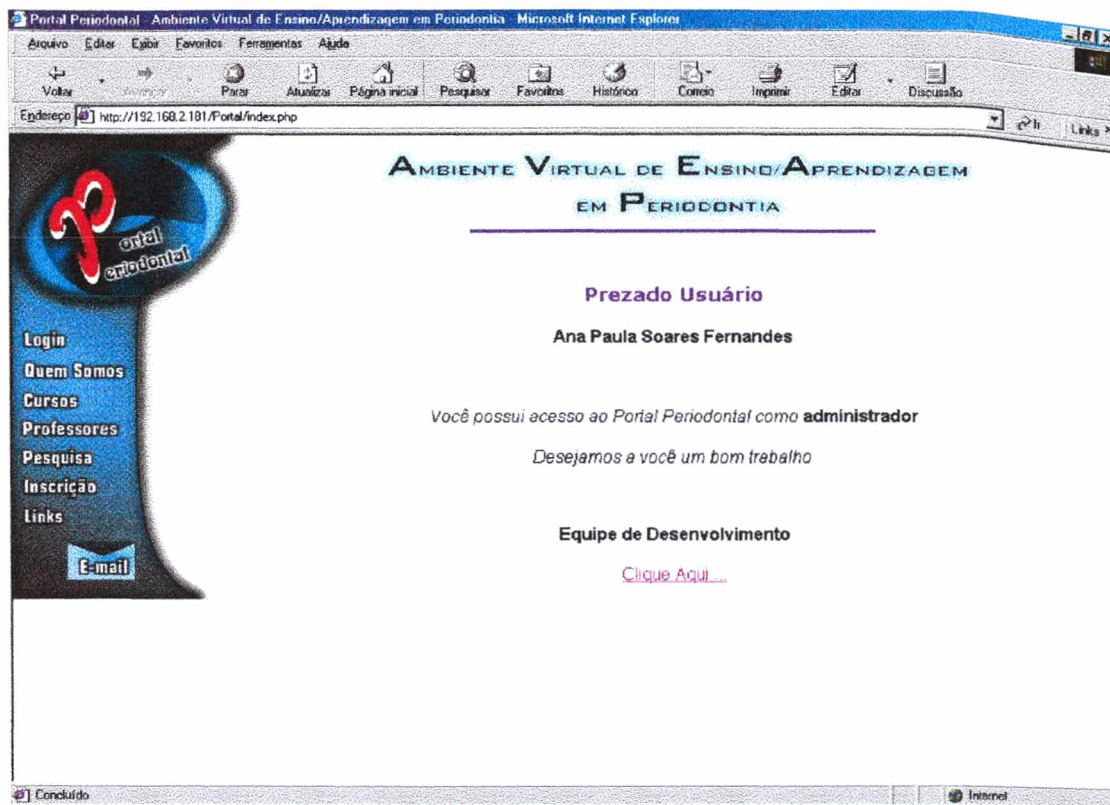 Portal Periodontal - Ambiente Virtual de Ensino/Aprendizagem em Periodontia - Microsoft Internet Explorer
Arquivo Editar Exibir Favoritos Ferramentas Ajuda
Voltar Avançar Parar Atualizar Página inicial Pesquisar Favoritos Histórico Correio Imprimir Editar Discussão
Endereço http://192.168.2.181/Portal/index.php Ir Links »
AMBIENTE VIRTUAL DE ENSINO/APRENDIZAGEM
EM PERIODONTIA
Portal
Periodontal
Prezado Usuário
Ana Paula Soares Fernandes
Login
Quem Somos
Cursos
Professores
Pesquisa
Inscrição
Links
E-mail
Você possui acesso ao Portal Periodontal como administrador
Desejamos a você um bom trabalho
Equipe de Desenvolvimento
Clique Aqui ...
Concluído Internet